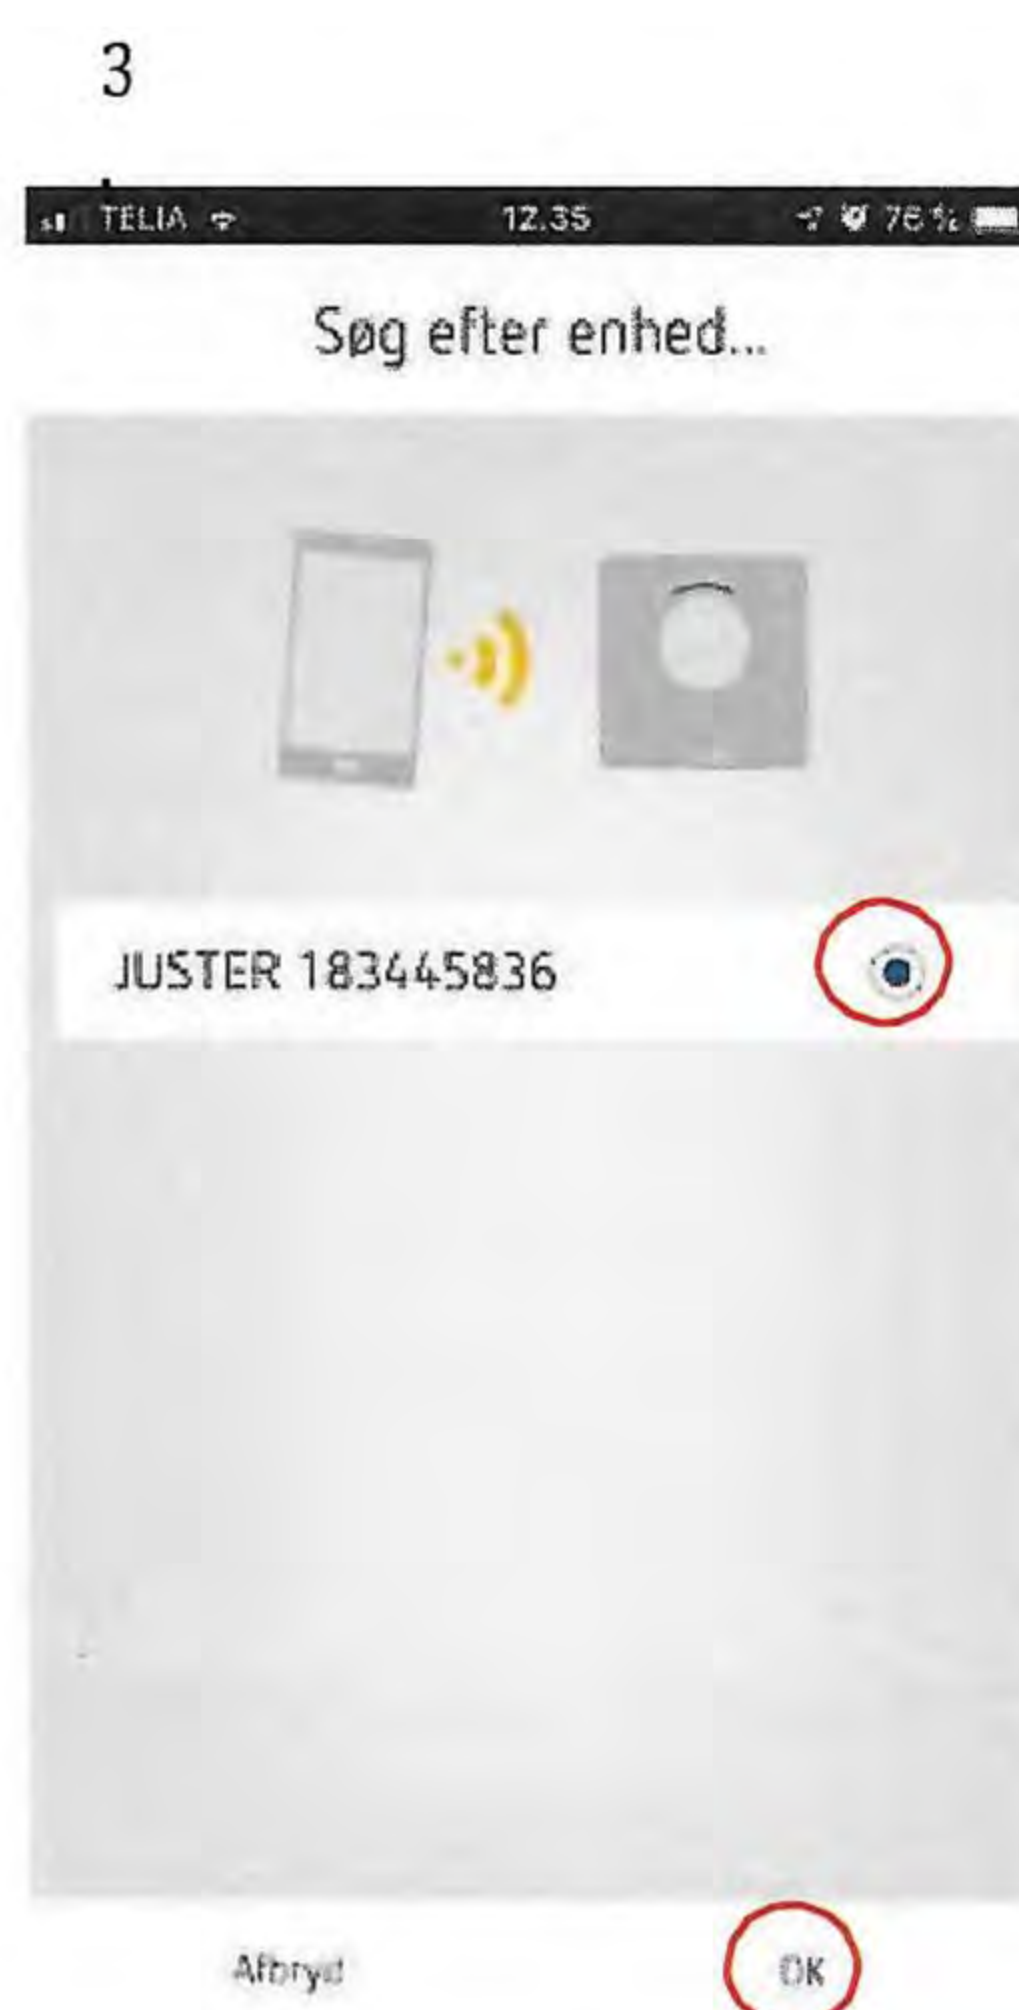 3
TELIA 12.35 76 %
Søg efter enhed...
JUSTER 183445836
Afbryd OK